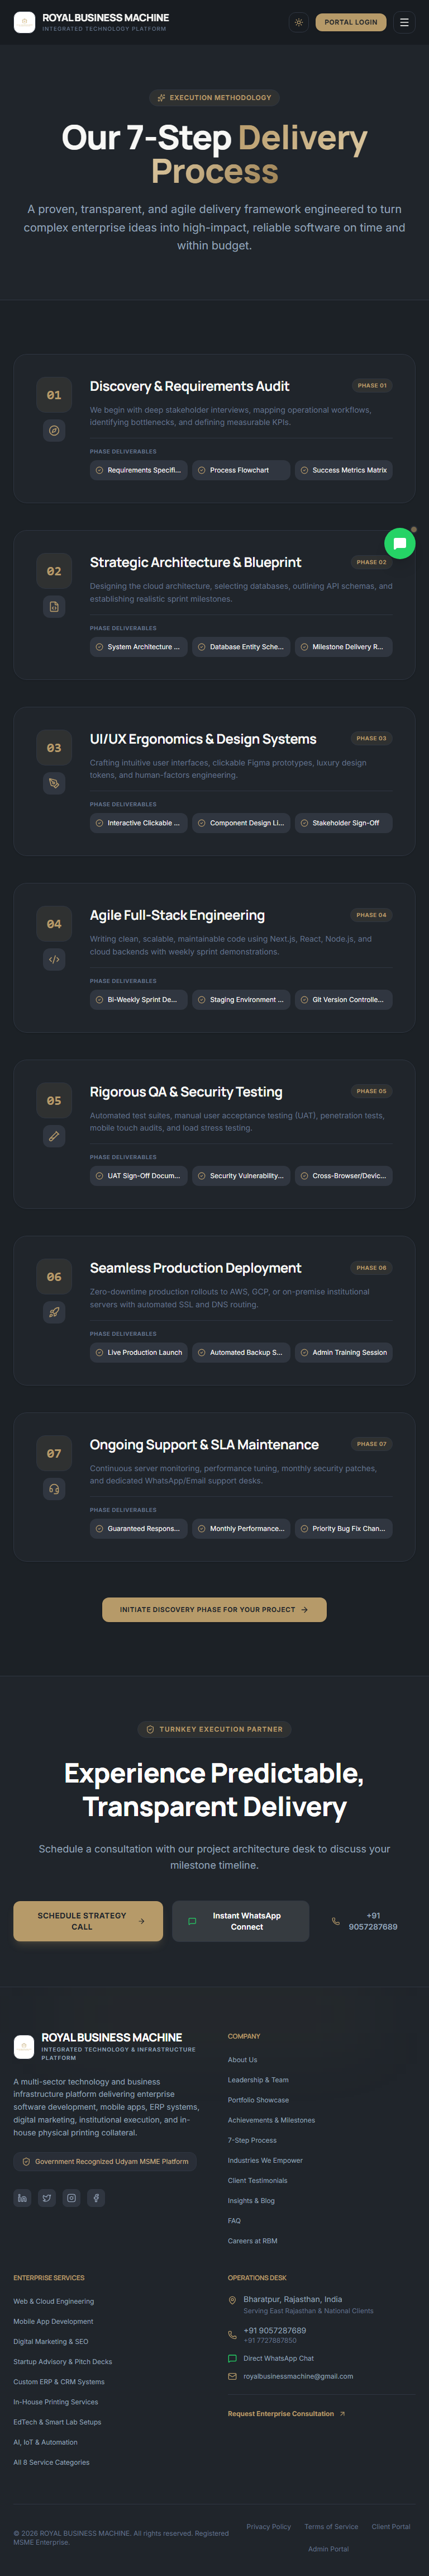 ROYAL BUSINESS MACHINE
INTEGRATED TECHNOLOGY PLATFORM
PORTAL LOGIN
EXECUTION METHODOLOGY
Our 7-Step Delivery
Process
A proven, transparent, and agile delivery framework engineered to turn
complex enterprise ideas into high-impact, reliable software on time and
within budget.
01
Discovery & Requirements Audit
PHASE 01
We begin with deep stakeholder interviews, mapping operational workflows,
identifying bottlenecks, and defining measurable KPIs.
PHASE DELIVERABLES
Requirements Specifi...
Process Flowchart
Success Metrics Matrix
02
Strategic Architecture & Blueprint
PHASE 02
Designing the cloud architecture, selecting databases, outlining API schemas, and
establishing realistic sprint milestones.
PHASE DELIVERABLES
System Architecture ...
Database Entity Sche...
Milestone Delivery R...
03
UI/UX Ergonomics & Design Systems
PHASE 03
Crafting intuitive user interfaces, clickable Figma prototypes, luxury design
tokens, and human-factors engineering.
PHASE DELIVERABLES
Interactive Clickable ...
Component Design Li...
Stakeholder Sign-Off
04
Agile Full-Stack Engineering
PHASE 04
Writing clean, scalable, maintainable code using Next.js, React, Node.js, and
cloud backends with weekly sprint demonstrations.
PHASE DELIVERABLES
Bi-Weekly Sprint De...
Staging Environment ...
Git Version Controlle...
05
Rigorous QA & Security Testing
PHASE 05
Automated test suites, manual user acceptance testing (UAT), penetration tests,
mobile touch audits, and load stress testing.
PHASE DELIVERABLES
UAT Sign-Off Docum...
Security Vulnerability...
Cross-Browser/Devic...
06
Seamless Production Deployment
PHASE 06
Zero-downtime production rollouts to AWS, GCP, or on-premise institutional
servers with automated SSL and DNS routing.
PHASE DELIVERABLES
Live Production Launch
Automated Backup S...
Admin Training Session
07
Ongoing Support & SLA Maintenance
PHASE 07
Continuous server monitoring, performance tuning, monthly security patches,
and dedicated WhatsApp/Email support desks.
PHASE DELIVERABLES
Guaranteed Respons...
Monthly Performance...
Priority Bug Fix Chan...
INITIATE DISCOVERY PHASE FOR YOUR PROJECT
TURNKEY EXECUTION PARTNER
Experience Predictable,
Transparent Delivery
Schedule a consultation with our project architecture desk to discuss your
milestone timeline.
SCHEDULE STRATEGY
CALL
Instant WhatsApp
Connect
+91
9057287689
ROYAL BUSINESS MACHINE
INTEGRATED TECHNOLOGY & INFRASTRUCTURE
PLATFORM
A multi-sector technology and business
infrastructure platform delivering enterprise
software development, mobile apps, ERP systems,
digital marketing, institutional execution, and in-
house physical printing collateral.
Government Recognized Udyam MSME Platform
COMPANY
About Us
Leadership & Team
Portfolio Showcase
Achievements & Milestones
7-Step Process
Industries We Empower
Client Testimonials
Insights & Blog
FAQ
Careers at RBM
ENTERPRISE SERVICES
Web & Cloud Engineering
Mobile App Development
Digital Marketing & SEO
Startup Advisory & Pitch Decks
Custom ERP & CRM Systems
In-House Printing Services
EdTech & Smart Lab Setups
AI, IoT & Automation
All 8 Service Categories
OPERATIONS DESK
Bharatpur, Rajasthan, India
Serving East Rajasthan & National Clients
+91 9057287689
+91 7727887850
Direct WhatsApp Chat
royalbusinessmachine@gmail.com
Request Enterprise Consultation
© 2026 ROYAL BUSINESS MACHINE. All rights reserved. Registered
MSME Enterprise.
Privacy Policy
Terms of Service
Client Portal
Admin Portal